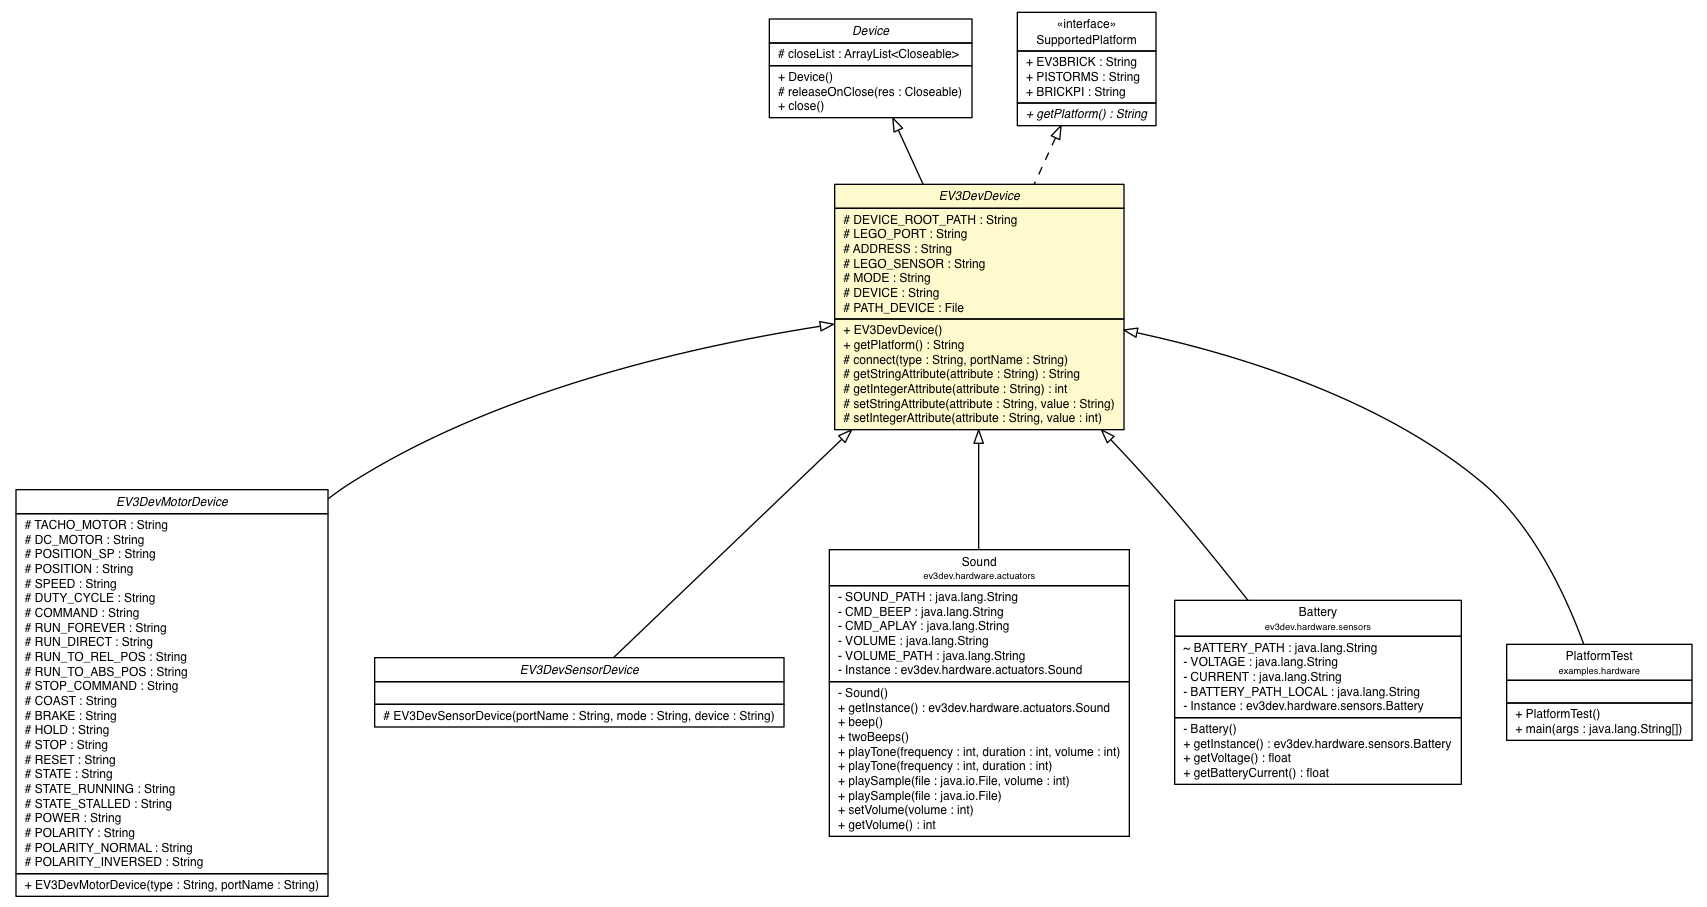 Device
# closeList : ArrayList<Closeable>
+ Device()
# releaseOnClose(res : Closeable)
+ close()
«interface»
SupportedPlatform
+ EV3BRICK : String
+ PISTORMS : String
+ BRICKPI : String
+ getPlatform() : String
EV3DevDevice
# DEVICE_ROOT_PATH : String
# LEGO_PORT : String
# ADDRESS : String
# LEGO_SENSOR : String
# MODE : String
# DEVICE : String
# PATH_DEVICE : File
+ EV3DevDevice()
+ getPlatform() : String
# connect(type : String, portName : String)
# getStringAttribute(attribute : String) : String
# getIntegerAttribute(attribute : String) : int
# setStringAttribute(attribute : String, value : String)
# setIntegerAttribute(attribute : String, value : int)
EV3DevMotorDevice
# TACHO_MOTOR : String
# DC_MOTOR : String
# POSITION_SP : String
# POSITION : String
# SPEED : String
# DUTY_CYCLE : String
# COMMAND : String
# RUN_FOREVER : String
# RUN_DIRECT : String
# RUN_TO_REL_POS : String
# RUN_TO_ABS_POS : String
# STOP_COMMAND : String
# COAST : String
# BRAKE : String
# HOLD : String
# STOP : String
# RESET : String
# STATE : String
# STATE_RUNNING : String
# STATE_STALLED : String
# POWER : String
# POLARITY : String
# POLARITY_NORMAL : String
# POLARITY_INVERSED : String
+ EV3DevMotorDevice(type : String, portName : String)
EV3DevSensorDevice
# EV3DevSensorDevice(portName : String, mode : String, device : String)
Sound
ev3dev.hardware.actuators
- SOUND_PATH : java.lang.String
- CMD_BEEP : java.lang.String
- CMD_APLAY : java.lang.String
- VOLUME : java.lang.String
- VOLUME_PATH : java.lang.String
- Instance : ev3dev.hardware.actuators.Sound
- Sound()
+ getInstance() : ev3dev.hardware.actuators.Sound
+ beep()
+ twoBeeps()
+ playTone(frequency : int, duration : int, volume : int)
+ playTone(frequency : int, duration : int)
+ playSample(file : java.io.File, volume : int)
+ playSample(file : java.io.File)
+ setVolume(volume : int)
+ getVolume() : int
Battery
ev3dev.hardware.sensors
~ BATTERY_PATH : java.lang.String
- VOLTAGE : java.lang.String
- CURRENT : java.lang.String
- BATTERY_PATH_LOCAL : java.lang.String
- Instance : ev3dev.hardware.sensors.Battery
- Battery()
+ getInstance() : ev3dev.hardware.sensors.Battery
+ getVoltage() : float
+ getBatteryCurrent() : float
PlatformTest
examples.hardware
+ PlatformTest()
+ main(args : java.lang.String[])